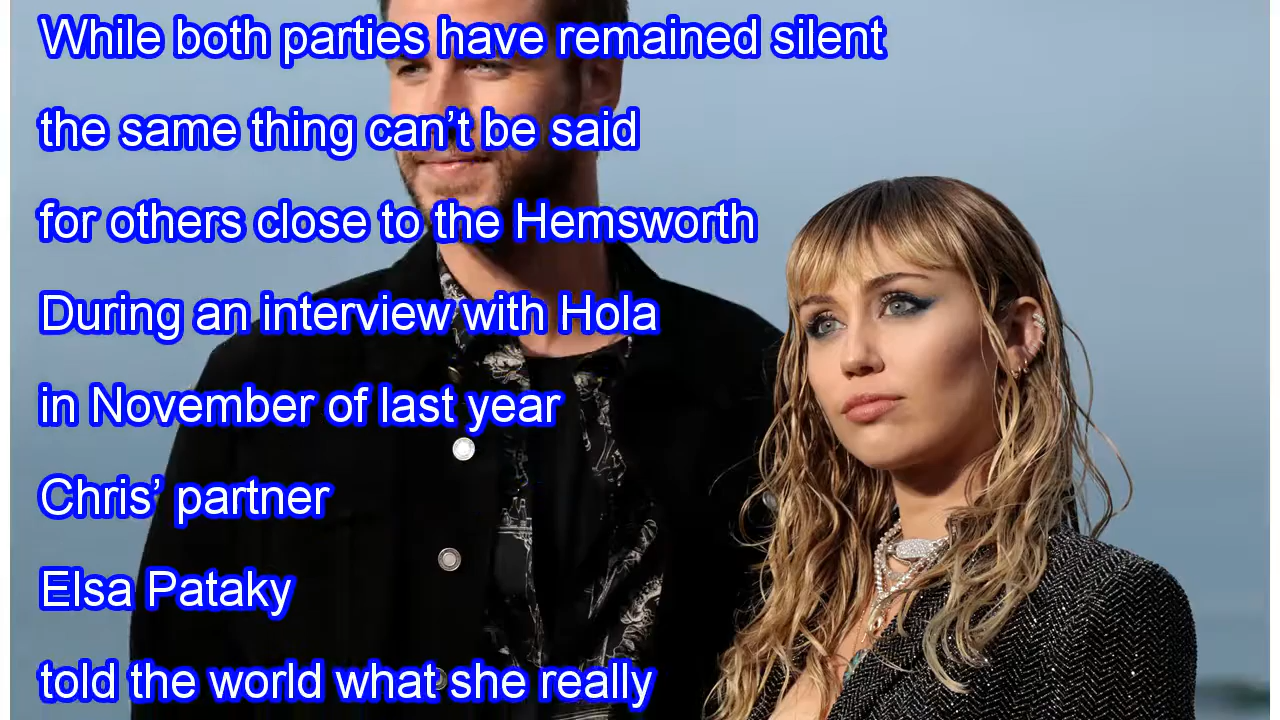 While both parties have remained silent
the same thing can’t be said
for others close to the Hemsworth
During an interview with Hola
in November of last year
Chris’ partner
Elsa Pataky
told the world what she really